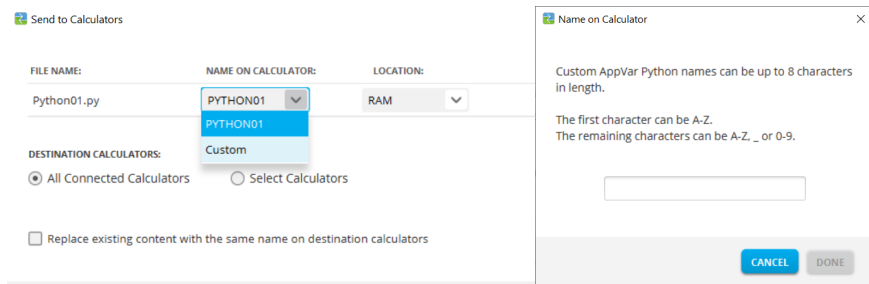 Send to Calculators
FILE NAME: NAME ON CALCULATOR: LOCATION:
Python01.py PYTHON01 RAM
PYTHON01
Custom
DESTINATION CALCULATORS:
All Connected Calculators Select Calculators
Replace existing content with the same name on destination calculators
Name on Calculator
Custom AppVar Python names can be up to 8 characters
in length.
The first character can be A-Z.
The remaining characters can be A-Z, _ or 0-9.
CANCEL DONE